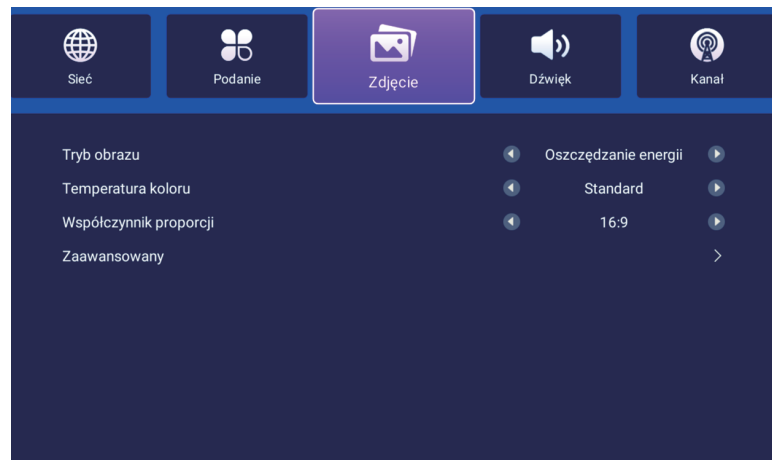 Sieć
Podanie
Zdjęcie
Dźwięk
Kanał
Tryb obrazu
Oszczędzanie energii
Temperatura koloru
Standard
Współczynnik proporcji
16:9
Zaawansowany